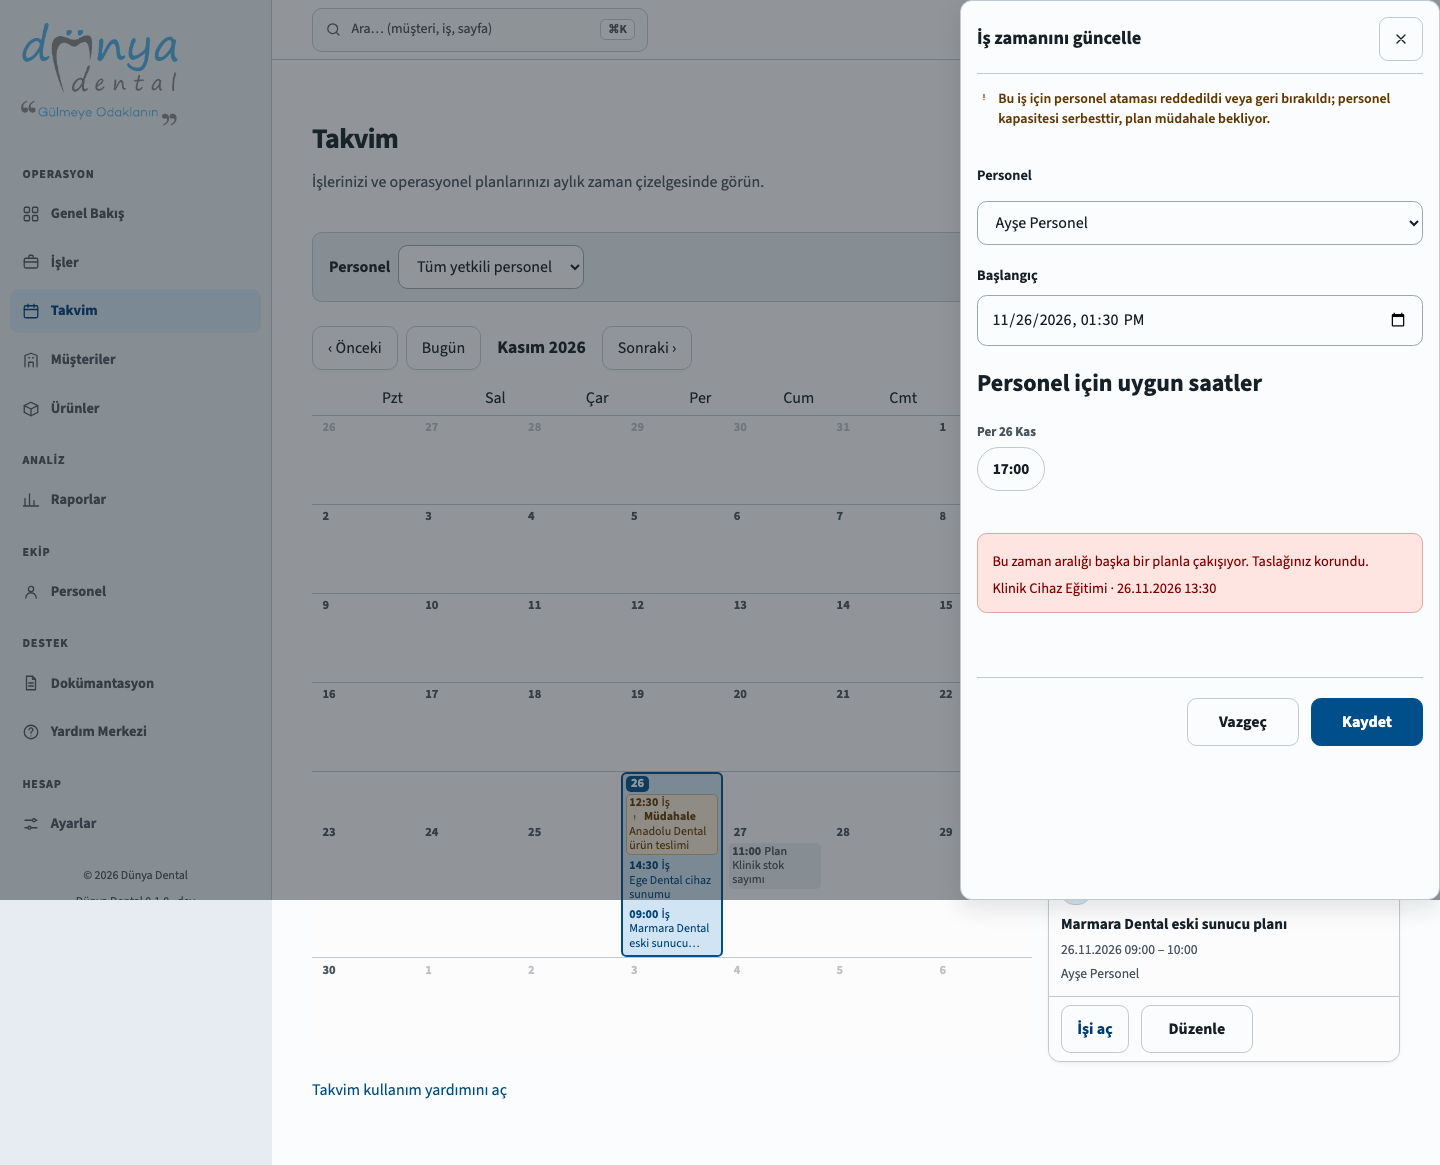 dünya
dental
“Gülmeye Odaklanın”
OPERASYON
Genel Bakış
İşler
Takvim
Müşteriler
Ürünler
ANALİZ
Raporlar
EKİP
Personel
DESTEK
Dokümantasyon
Yardım Merkezi
HESAP
Ayarlar
© 2026 Dünya Dental
Ara… (müşteri, iş, sayfa)
⌘K
Takvim
İşlerinizi ve operasyonel planlarınızı aylık zaman çizelgesinde görün.
Personel
Tüm yetkili personel
‹ Önceki
Bugün
Kasım 2026
Sonraki ›
Pzt Sal Çar Per Cum Cmt
26 27 28 29 30 31 1
2 3 4 5 6 7 8
9 10 11 12 13 14 15
16 17 18 19 20 21 22
23 24 25 26 27 28 29
12:30 İş
! Müdahale
Anadolu Dental
ürün teslimi
14:30 İş
Ege Dental cihaz
sunumu
09:00 İş
Marmara Dental
eski sunucu…
11:00 Plan
Klinik stok
sayımı
30 1 2 3 4 5 6
Takvim kullanım yardımını aç
İş zamanını güncelle
×
! Bu iş için personel ataması reddedildi veya geri bırakıldı; personel
kapasitesi serbesttir, plan müdahale bekliyor.
Personel
Ayşe Personel
Başlangıç
11/26/2026, 01:30 PM
Personel için uygun saatler
Per 26 Kas
17:00
Bu zaman aralığı başka bir planla çakışıyor. Taslağınız korundu.
Klinik Cihaz Eğitimi · 26.11.2026 13:30
Vazgeç
Kaydet
Marmara Dental eski sunucu planı
26.11.2026 09:00 – 10:00
Ayşe Personel
İşi aç
Düzenle